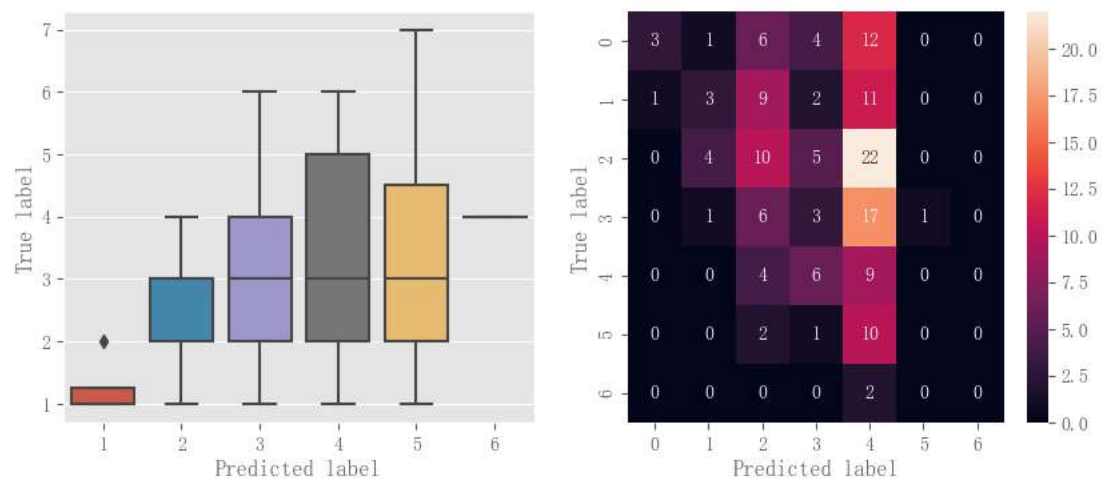 7
6
5
4
3
2
1
True label
1 2 3 4 5 6
Predicted label
0 3 1 6 4 12 0 0
1 1 3 9 2 11 0 0
2 0 4 10 5 22 0 0
3 0 1 6 3 17 1 0
4 0 0 4 6 9 0 0
5 0 0 2 1 10 0 0
6 0 0 0 0 2 0 0
True label
0 1 2 3 4 5 6
Predicted label
20.0
17.5
15.0
12.5
10.0
7.5
5.0
2.5
0.0